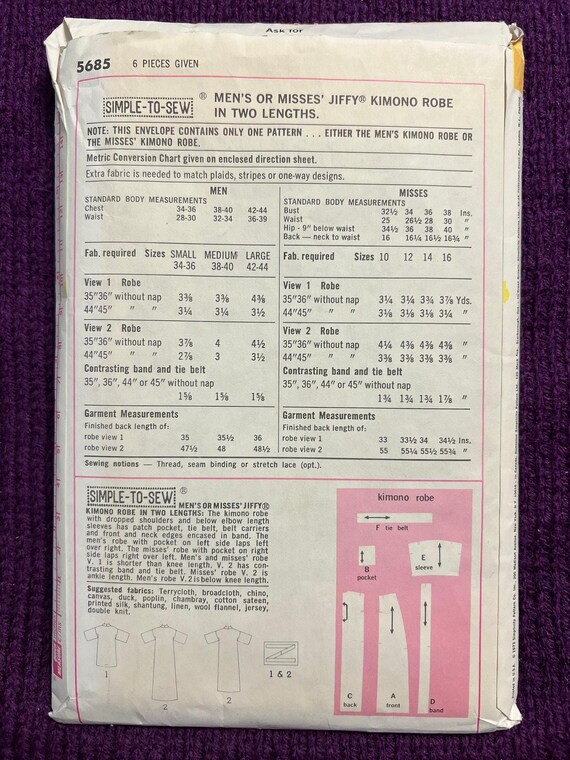 Ask for
5685 6 PIECES GIVEN
SIMPLE-TO-SEW® MEN'S OR MISSES' JIFFY® KIMONO ROBE
IN TWO LENGTHS.
NOTE: THIS ENVELOPE CONTAINS ONLY ONE PATTERN . . . EITHER THE MEN'S KIMONO ROBE OR
THE MISSES' KIMONO ROBE.
Metric Conversion Chart given on enclosed direction sheet.
Extra fabric is needed to match plaids, stripes or one-way designs.
MEN
STANDARD BODY MEASUREMENTS
Chest 34-36 38-40 42-44
Waist 28-30 32-34 36-39
Fab. required Sizes SMALL MEDIUM LARGE
34-36 38-40 42-44
View 1 Robe
35"36" without nap 3⅜ 3⅜ 4⅜
44"45" " " 3¼ 3¼ 3½
View 2 Robe
35"36" without nap 3⅞ 4 4½
44"45" " " 2⅞ 3 3½
Contrasting band and tie belt
35", 36", 44" or 45" without nap
1⅝ 1⅝ 1⅝
Garment Measurements
Finished back length of:
robe view 1 35 35½ 36
robe view 2 47½ 48 48½
MISSES
STANDARD BODY MEASUREMENTS
Bust 32½ 34 36 38 Ins.
Waist 25 26½ 28 30 "
Hip - 9" below waist 34½ 36 38 40 "
Back — neck to waist 16 16¼ 16½ 16¾ "
Fab. required Sizes 10 12 14 16
View 1 Robe
35"36" without nap 3¼ 3¼ 3¾ 3⅞ Yds.
44"45" " " 3⅛ 3⅛ 3⅛ 3¼ "
View 2 Robe
35"36" without nap 4¼ 4⅜ 4⅜ 4⅜ "
44"45" " " 3⅜ 3⅜ 3⅜ 3⅜ "
Contrasting band and tie belt
35", 36", 44" or 45" without nap
1¾ 1¾ 1¾ 1⅞ "
Garment Measurements
Finished back length of:
robe view 1 33 33½ 34 34½ Ins.
robe view 2 55 55¼ 55½ 55¾ "
Sewing notions — Thread, seam binding or stretch lace (opt.).
SIMPLE-TO-SEW® MEN'S OR MISSES' JIFFY®
KIMONO ROBE IN TWO LENGTHS: The kimono robe
with dropped shoulders and below elbow length
sleeves has patch pocket, tie belt, belt carriers
and front and neck edges encased in band. The
men's robe with pocket on left side laps left
over right. The misses' robe with pocket on right
side laps right over left. Men's and misses' robe
V. 1 is shorter than knee length. V. 2 has con-
trasting band and tie belt, Misses' robe V. 2 is
ankle length. Men's robe V. 2 is below knee length.
Suggested fabrics: Terrycloth, broadcloth, chino,
canvas, duck, poplin, chambray, cotton sateen,
printed silk, shantung, linen, wool flannel, jersey,
double knit.
1
2
2
1 & 2
kimono robe
F tie belt
B
pocket
E
sleeve
C
back
A
front
D
band